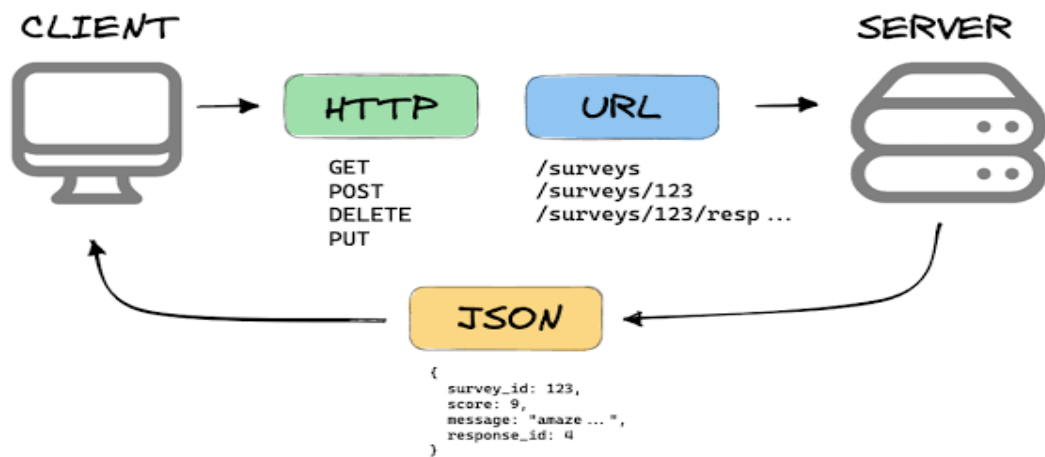 CLIENT
SERVER
HTTP
URL
GET
POST
DELETE
PUT
/surveys
/surveys/123
/surveys/123/resp ...
JSON
{
survey_id: 123,
score: 9,
message: "amaze ... ",
response_id: 4
}